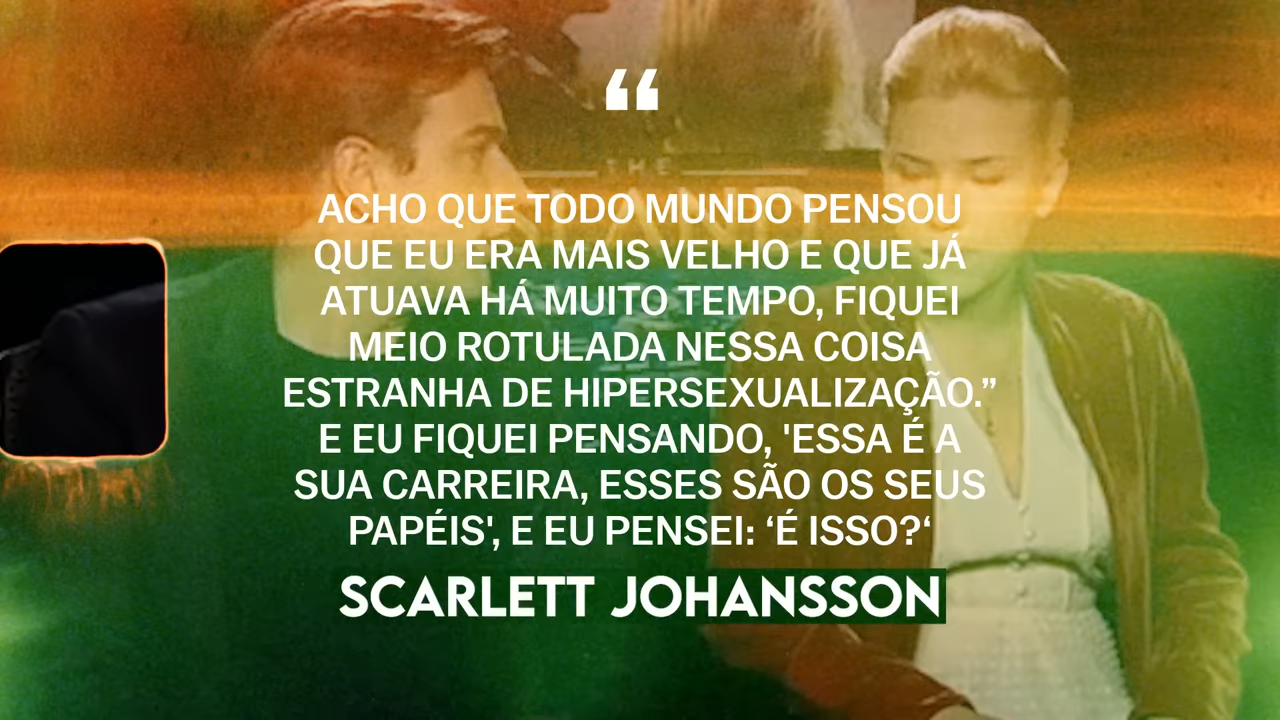 “
THE
ACHO QUE TODO MUNDO PENSOU
QUE EU ERA MAIS VELHO E QUE JÁ
ATUAVA HÁ MUITO TEMPO, FIQUEI
MEIO ROTULADA NESSA COISA
ESTRANHA DE HIPERSEXUALIZAÇÃO.”
E EU FIQUEI PENSANDO, 'ESSA É A
SUA CARREIRA, ESSES SÃO OS SEUS
PAPÉIS', E EU PENSEI: ‘É ISSO?‘
SCARLETT JOHANSSON